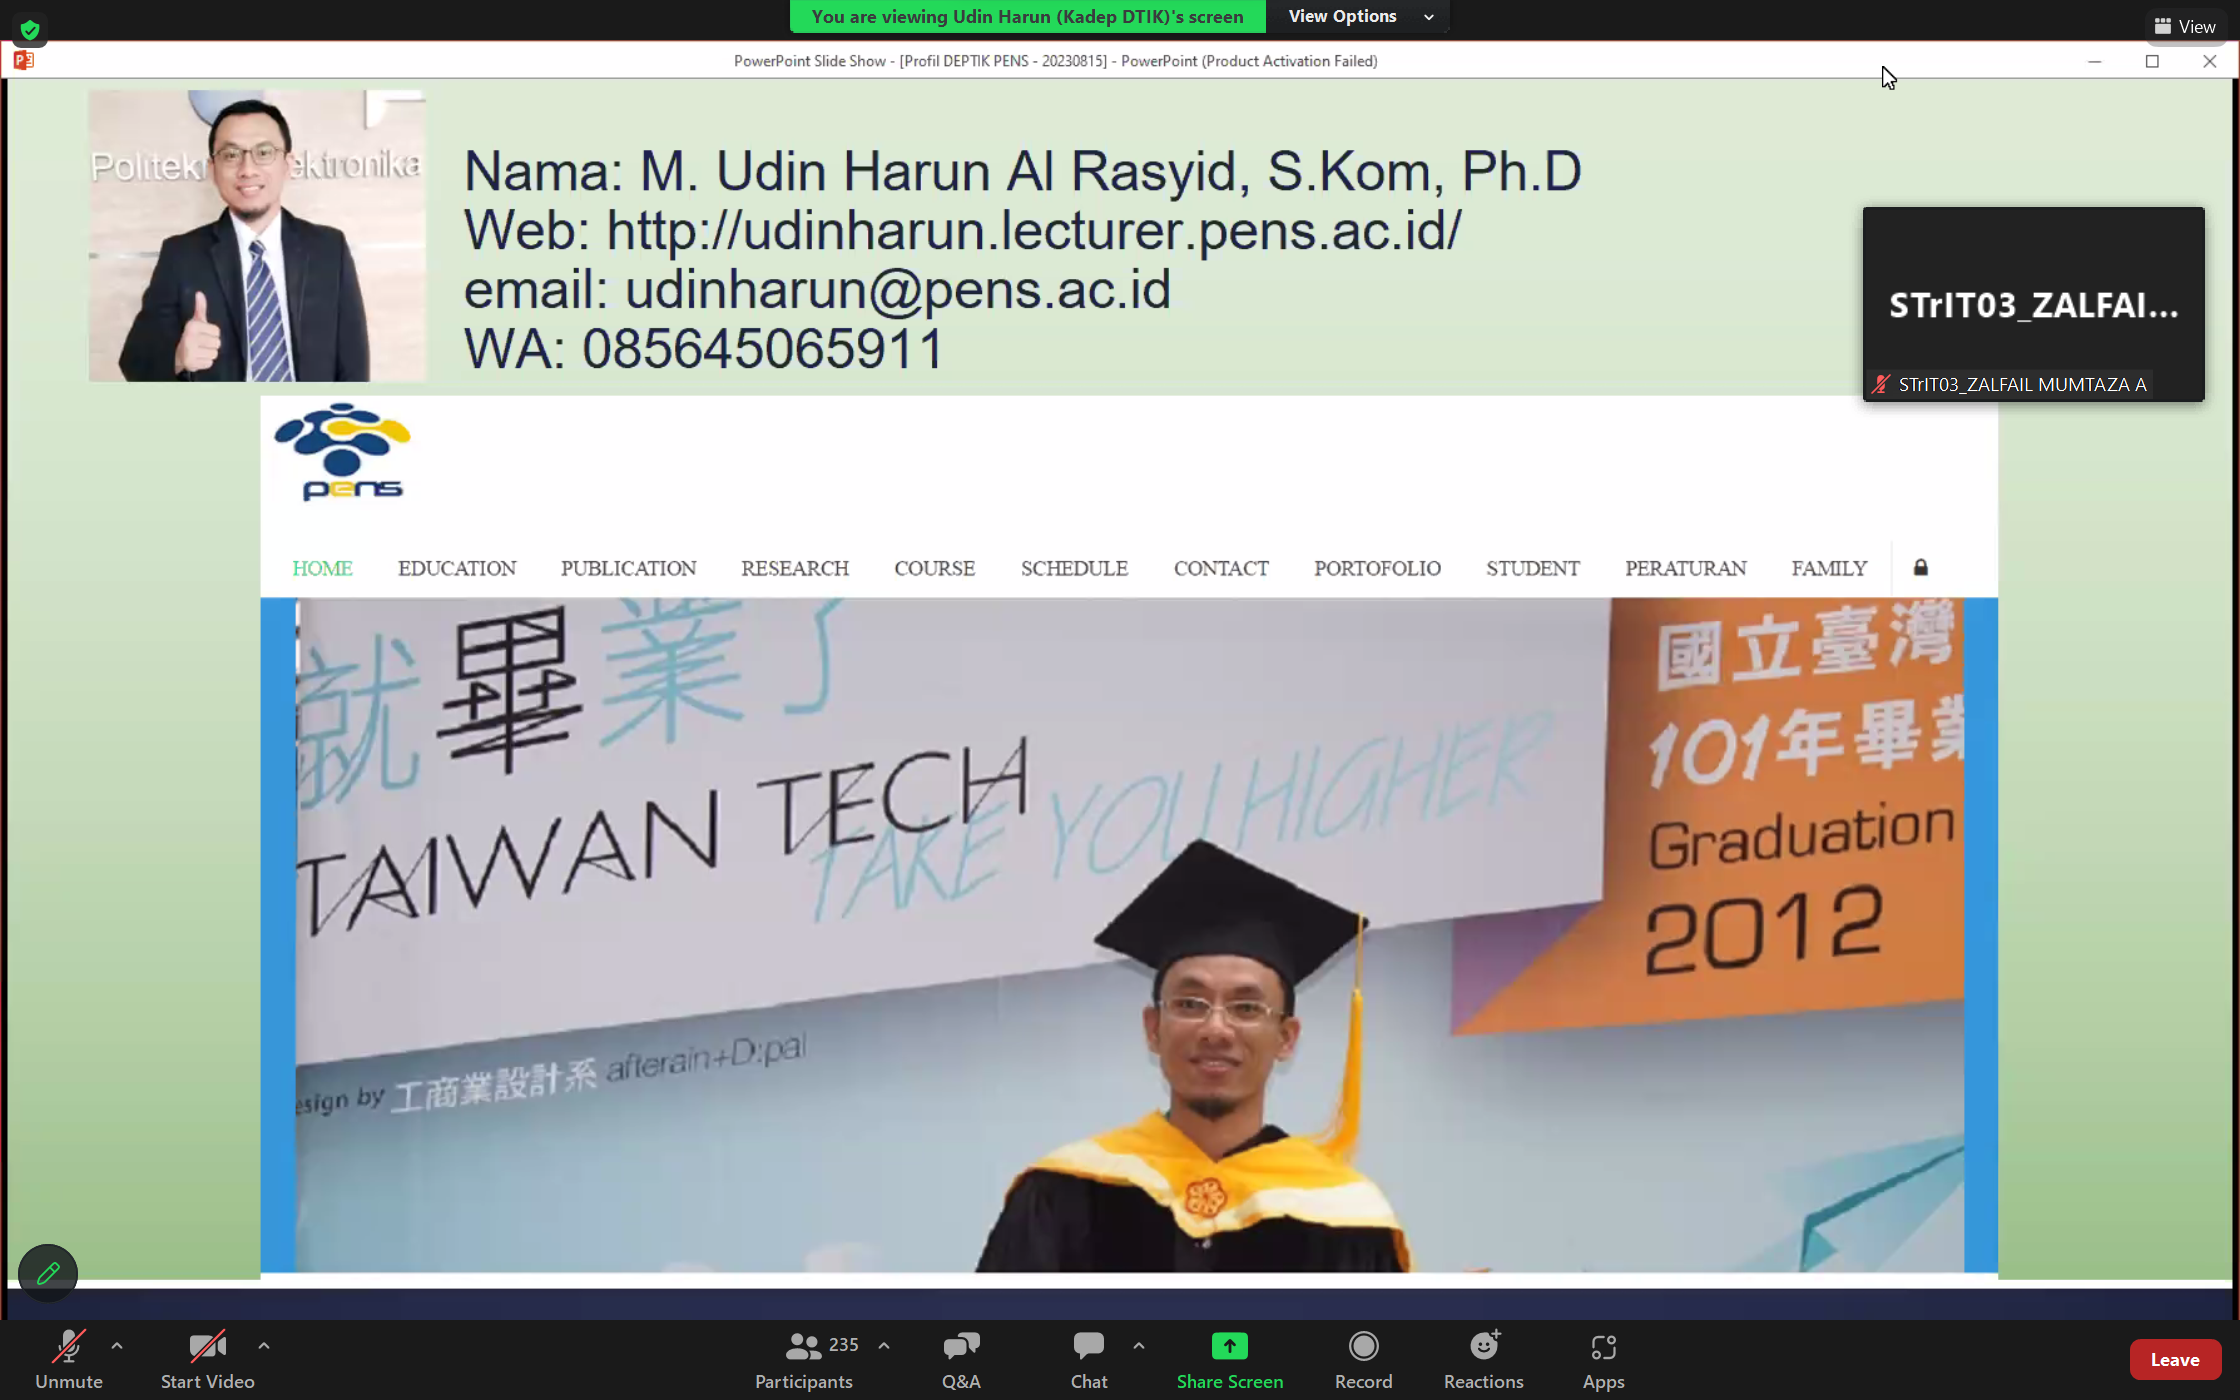 You are viewing Udin Harun (Kadep DTIK)'s screen
View Options
View
PowerPoint Slide Show - [Profil DEPTIK PENS - 20230815] - PowerPoint (Product Activation Failed)
Nama: M. Udin Harun Al Rasyid, S.Kom, Ph.D
Web: http://udinharun.lecturer.pens.ac.id/
email: udinharun@pens.ac.id
WA: 085645065911
STrIT03_ZALFAI...
STrIT03_ZALFAIL MUMTAZA A
pens
HOME EDUCATION PUBLICATION RESEARCH COURSE SCHEDULE CONTACT PORTOFOLIO STUDENT PERATURAN FAMILY
就畢業了
TAIWAN TECH
TAKE YOU HIGHER
國立臺灣
101年畢業
Graduation
2012
esign by 工商業設計系 afterain+D:pal
Unmute
Start Video
235
Participants
Q&A
Chat
Share Screen
Record
Reactions
Apps
Leave